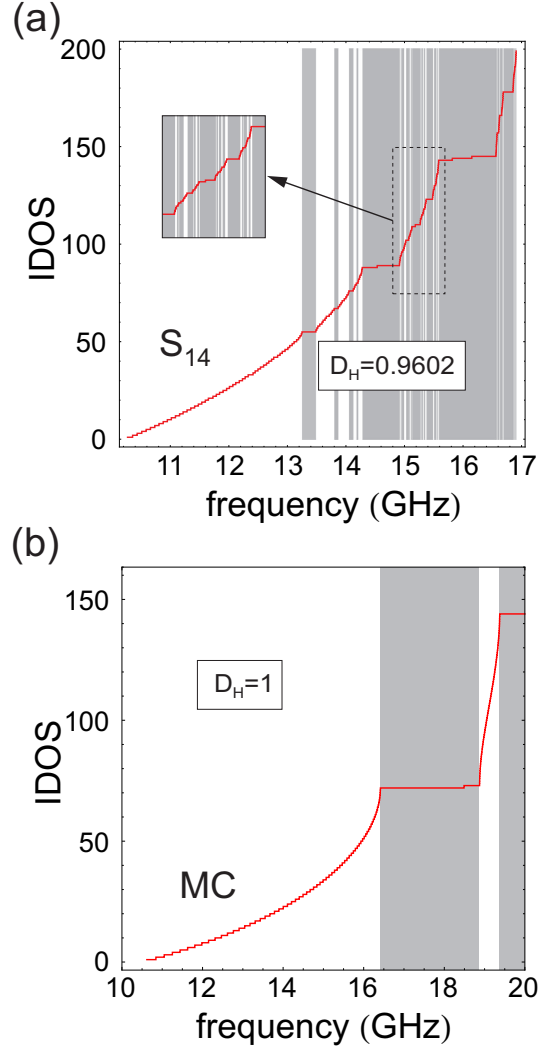 (a)
200
150
100
50
0
IDOS
S14
DH=0.9602
11 12 13 14 15 16 17
frequency (GHz)
(b)
150
100
50
0
IDOS
DH=1
MC
10 12 14 16 18 20
frequency (GHz)